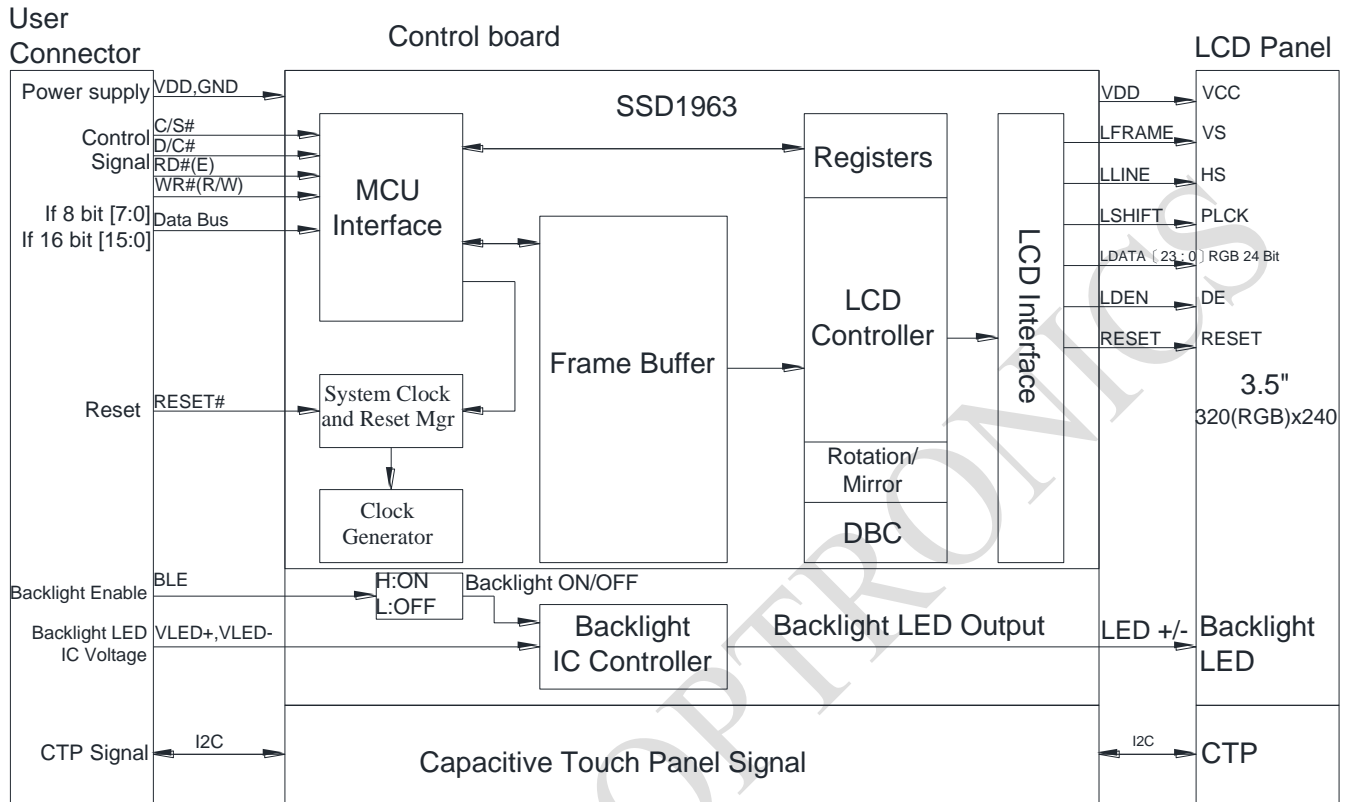 User
Connector
Control board
LCD Panel
Power supply
VDD,GND
Control
Signal
C/S#
D/C#
RD#(E)
WR#(R/W)
If 8 bit [7:0]
If 16 bit [15:0]
Data Bus
Reset
RESET#
Backlight Enable
BLE
Backlight LED
IC Voltage
VLED+,VLED-
CTP Signal
I2C
SSD1963
MCU
Interface
System Clock
and Reset Mgr
Clock
Generator
Frame Buffer
Registers
LCD
Controller
Rotation/
Mirror
DBC
LCD Interface
H:ON
L:OFF
Backlight ON/OFF
Backlight
IC Controller
Backlight LED Output
Capacitive Touch Panel Signal
VDD
VCC
LFRAME
VS
LLINE
HS
LSHIFT
PLCK
LDATA〔23:0〕
RGB 24 Bit
LDEN
DE
RESET
RESET
3.5"
320(RGB)x240
LED +/-
Backlight
LED
I2C
CTP
OPTRONICS